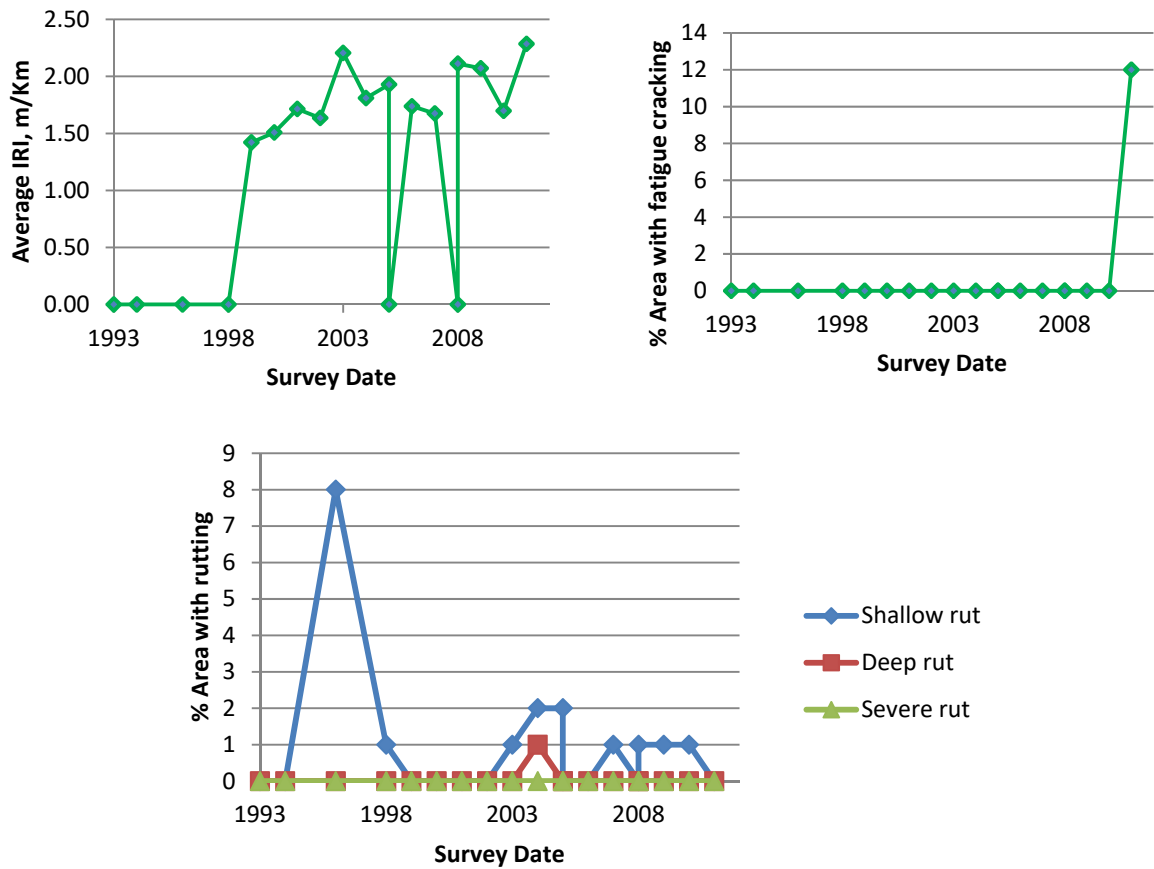 2.50
2.00
1.50
1.00
0.50
0.00
Average IRI, m/Km
1993 1998 2003 2008
Survey Date
14
12
10
8
6
4
2
0
% Area with fatigue cracking
1993 1998 2003 2008
Survey Date
9
8
7
6
5
4
3
2
1
0
% Area with rutting
1993 1998 2003 2008
Survey Date
Shallow rut
Deep rut
Severe rut